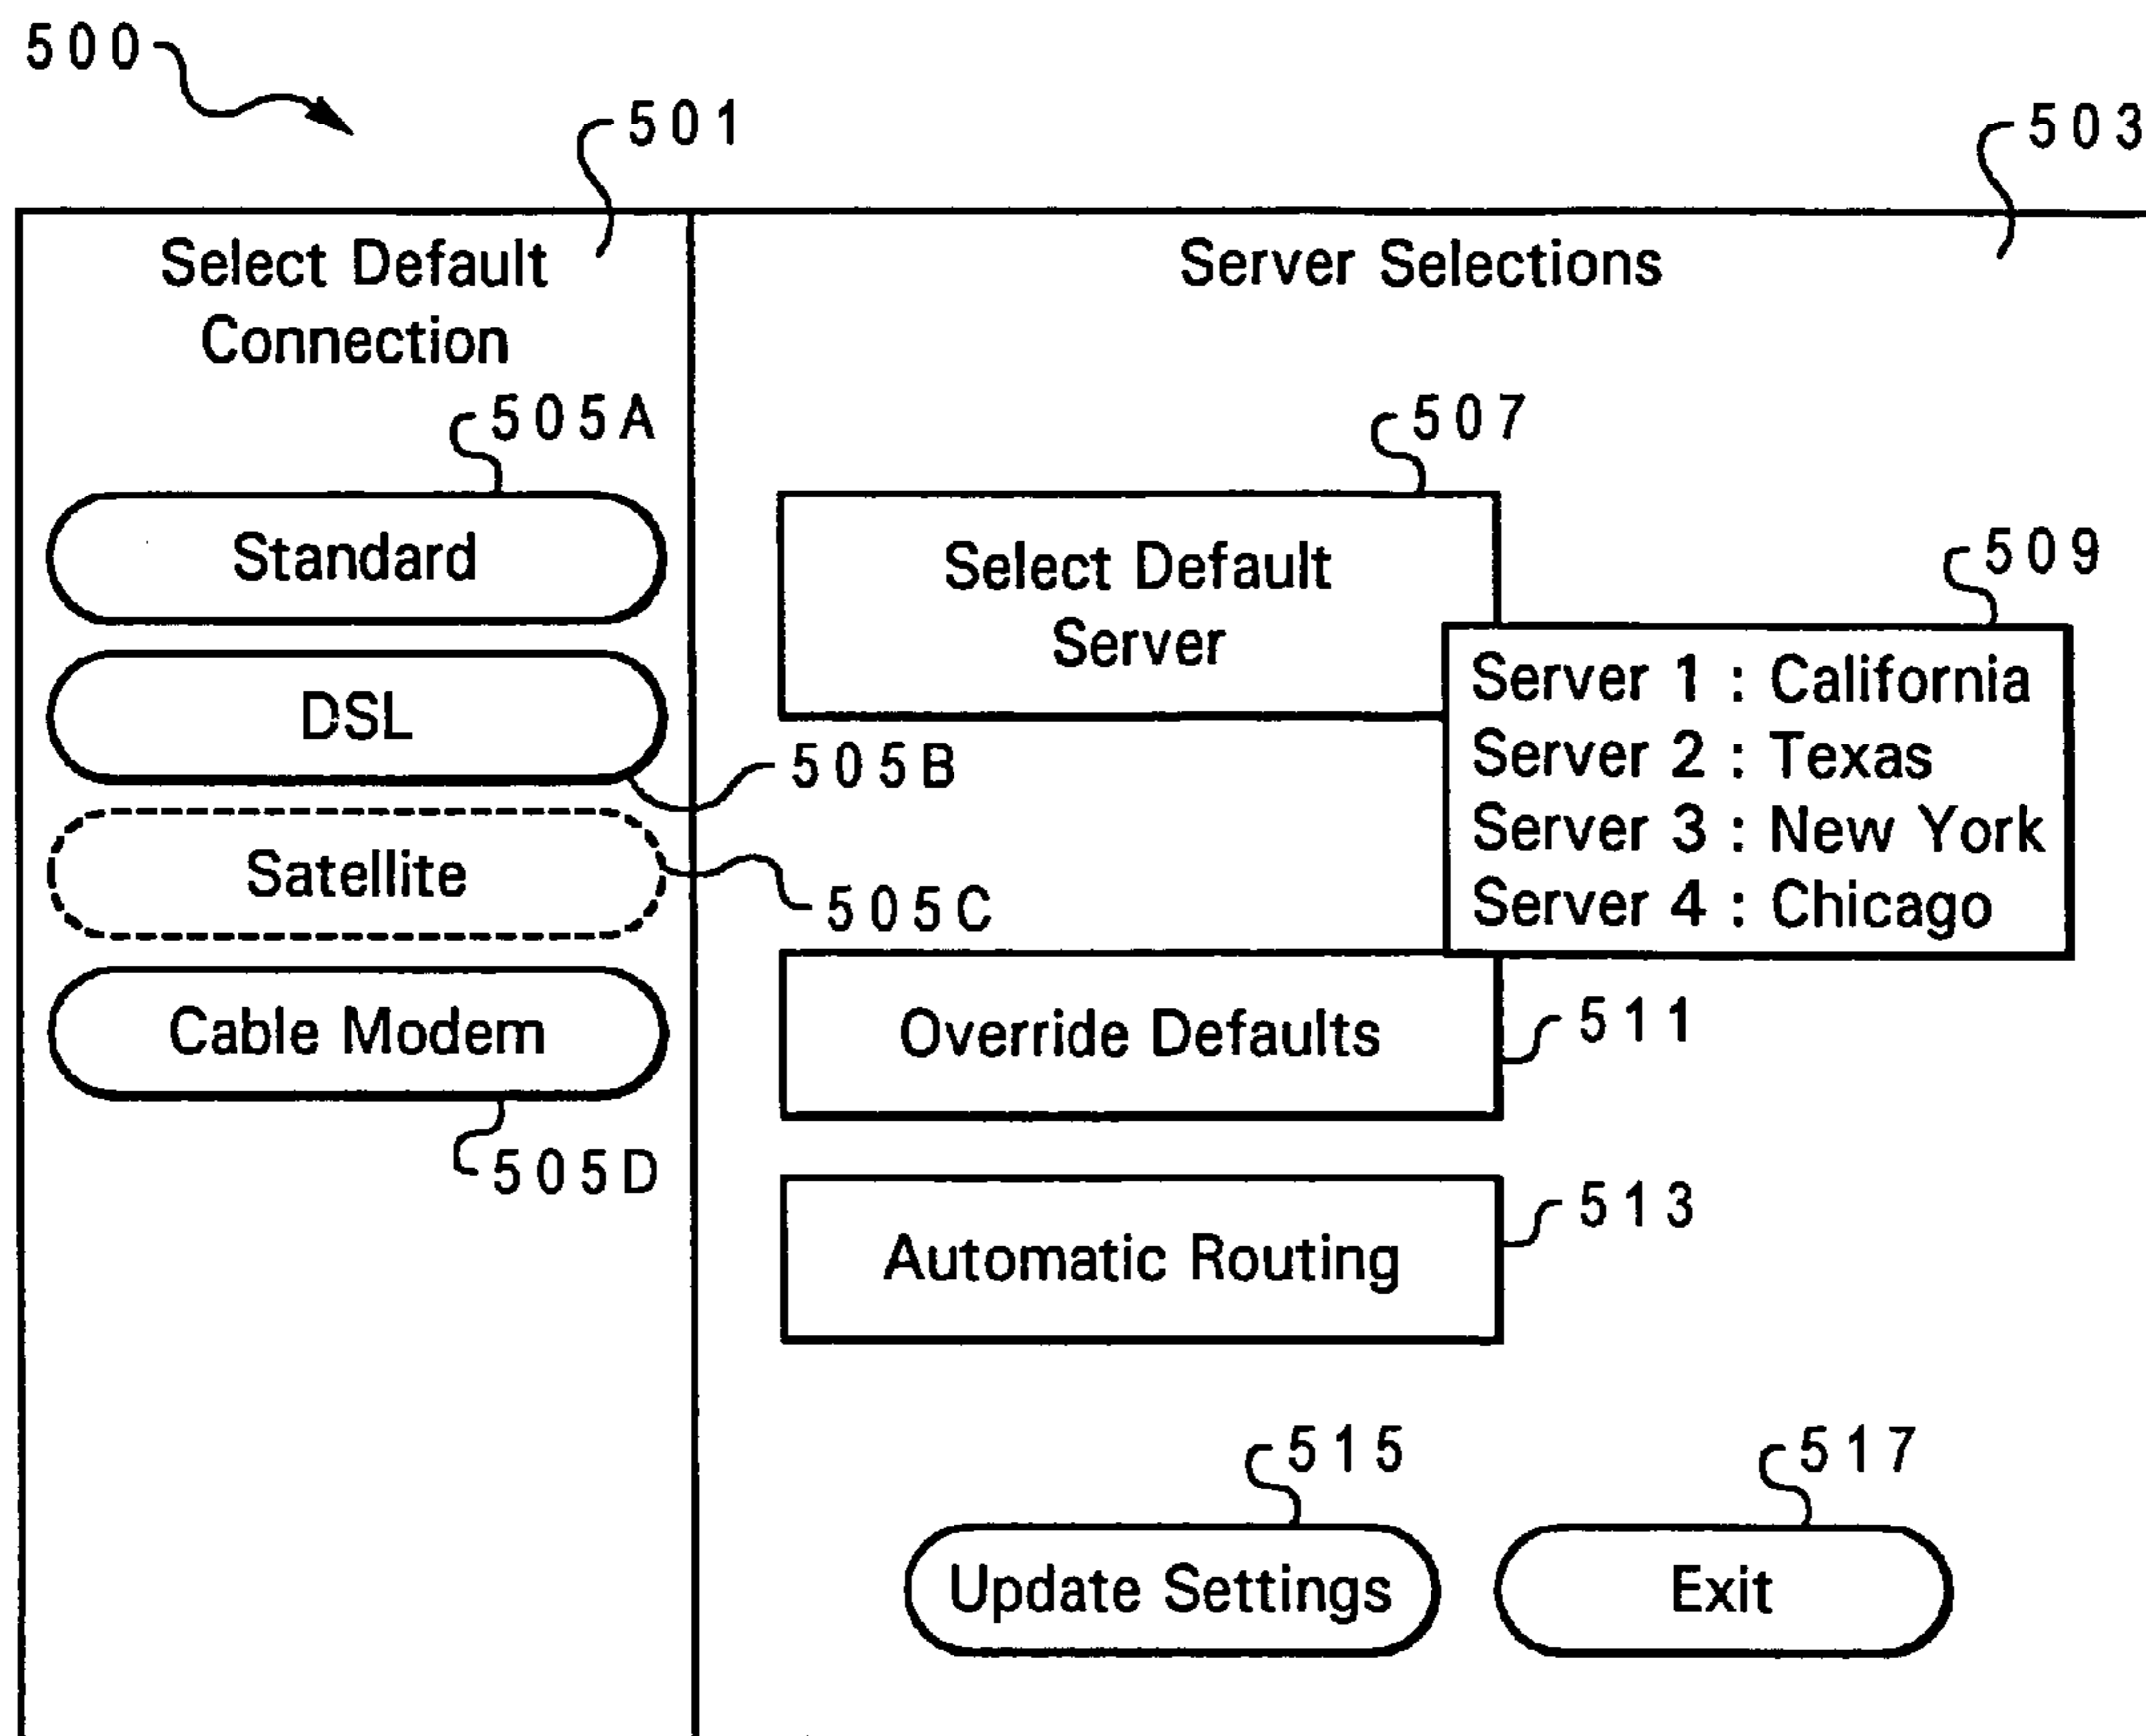 500
501
503
Select Default
Connection
Server Selections
505A
Standard
DSL
505B
Satellite
505C
Cable Modem
505D
507
Select Default
Server
509
Server 1 : California
Server 2 : Texas
Server 3 : New York
Server 4 : Chicago
Override Defaults
511
Automatic Routing
513
515
Update Settings
517
Exit